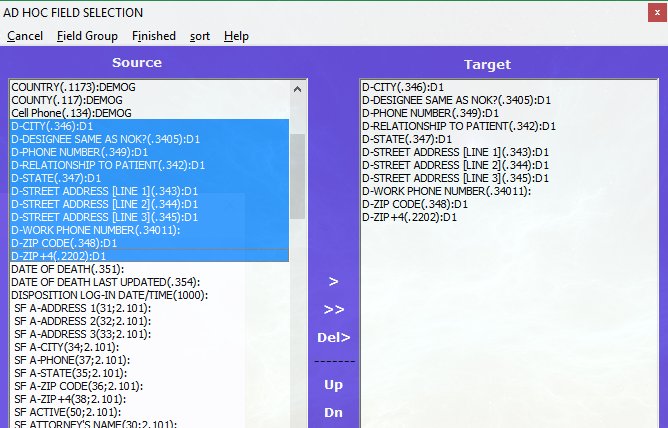 AD HOC FIELD SELECTION
x
Cancel Field Group Finished sort Help
Source
COUNTRY(.1173):DEMOG
COUNTY(.117):DEMOG
Cell Phone(.134):DEMOG
D-CITY(.346):D1
D-DESIGNEE SAME AS NOK?(.3405):D1
D-PHONE NUMBER(.349):D1
D-RELATIONSHIP TO PATIENT(.342):D1
D-STATE(.347):D1
D-STREET ADDRESS [LINE 1](.343):D1
D-STREET ADDRESS [LINE 2](.344):D1
D-STREET ADDRESS [LINE 3](.345):D1
D-WORK PHONE NUMBER(.34011):
D-ZIP CODE(.348):D1
D-ZIP+4(.2202):D1
DATE OF DEATH(.351):
DATE OF DEATH LAST UPDATED(.354):
DISPOSITION LOG-IN DATE/TIME(1000):
SF A-ADDRESS 1(31;2.101):
SF A-ADDRESS 2(32;2.101):
SF A-ADDRESS 3(33;2.101):
SF A-CITY(34;2.101):
SF A-PHONE(37;2.101):
SF A-STATE(35;2.101):
SF A-ZIP CODE(36;2.101):
SF A-ZIP+4(38;2.101):
SF ACTIVE(50;2.101):
SF ATTORNEY'S NAME(30;2.101):
>
>>
Del>
-------
Up
Dn
Target
D-CITY(.346):D1
D-DESIGNEE SAME AS NOK?(.3405):D1
D-PHONE NUMBER(.349):D1
D-RELATIONSHIP TO PATIENT(.342):D1
D-STATE(.347):D1
D-STREET ADDRESS [LINE 1](.343):D1
D-STREET ADDRESS [LINE 2](.344):D1
D-STREET ADDRESS [LINE 3](.345):D1
D-WORK PHONE NUMBER(.34011):
D-ZIP CODE(.348):D1
D-ZIP+4(.2202):D1